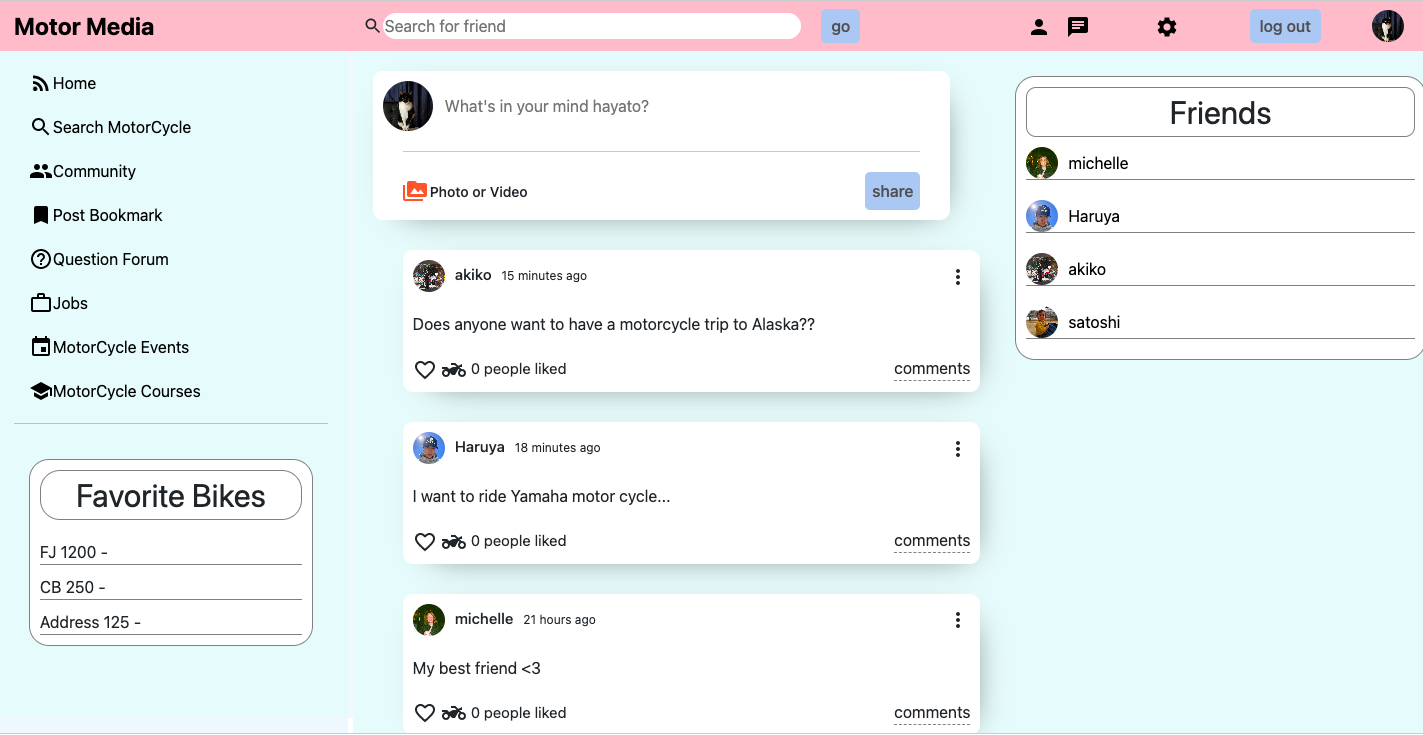 Motor Media
Search for friend
go
log out
Home
Search MotorCycle
Community
Post Bookmark
Question Forum
Jobs
MotorCycle Events
MotorCycle Courses
Favorite Bikes
FJ 1200 -
CB 250 -
Address 125 -
What's in your mind hayato?
Photo or Video
share
akiko 15 minutes ago
Does anyone want to have a motorcycle trip to Alaska??
0 people liked
comments
Haruya 18 minutes ago
I want to ride Yamaha motor cycle...
0 people liked
comments
michelle 21 hours ago
My best friend <3
0 people liked
comments
Friends
michelle
Haruya
akiko
satoshi